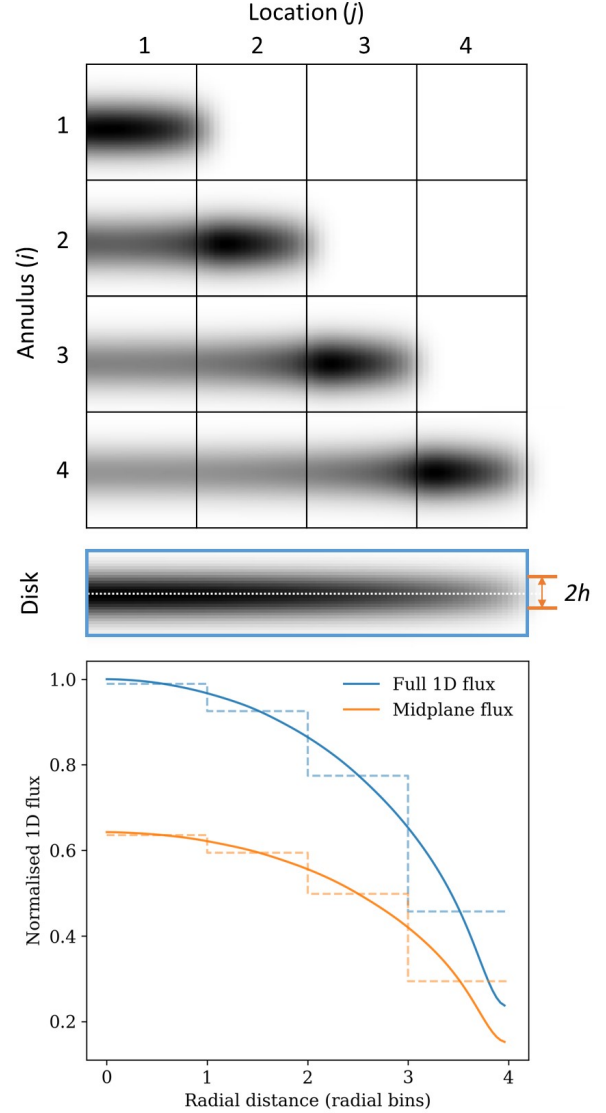 Location (j)
1 2 3 4
Annulus (i)
1
2
3
4
Disk
2h
Full 1D flux
Midplane flux
Normalised 1D flux
1.0
0.8
0.6
0.4
0.2
0 1 2 3 4
Radial distance (radial bins)